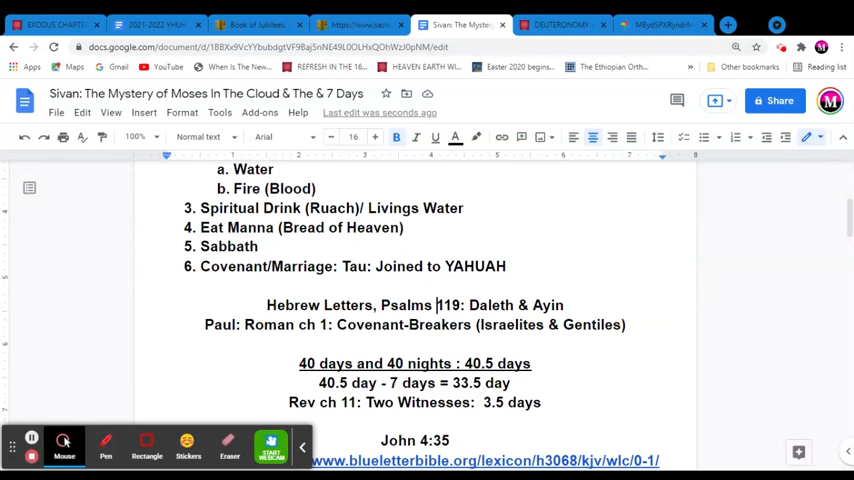 EXODUS CHAPTE
2021-2022 YHUH
Book of Jubilees
https://www.sac
Sivan: The Myster
DEUTERONOMY
MBydSPXRyndr1
docs.google.com/document/d/1BBXx9VcYYbubdgtVF9Baj5nNE49L0OLHxQOhWzJ0pNM/edit
Apps
Maps
Gmail
YouTube
When Is The New...
REFRESH IN THE 16...
HEAVEN EARTH WI...
Easter 2020 begins...
The Ethiopian Orth...
Other bookmarks
Reading list
Sivan: The Mystery of Moses In The Cloud & The & 7 Days
File Edit View Insert Format Tools Add-ons Help Last edit was seconds ago
Share
M
100% Normal text Arial 16 B I U A
a. Water
b. Fire (Blood)
3. Spiritual Drink (Ruach)/ Livings Water
4. Eat Manna (Bread of Heaven)
5. Sabbath
6. Covenant/Marriage: Tau: Joined to YAHUAH
Hebrew Letters, Psalms 119: Daleth & Ayin
Paul: Roman ch 1: Covenant-Breakers (Israelites & Gentiles)
40 days and 40 nights : 40.5 days
40.5 day - 7 days = 33.5 day
Rev ch 11: Two Witnesses: 3.5 days
John 4:35
www.blueletterbible.org/lexicon/h3068/kjv/wlc/0-1/
Mouse
Pen
Rectangle
Stickers
Eraser
START WEBCAM